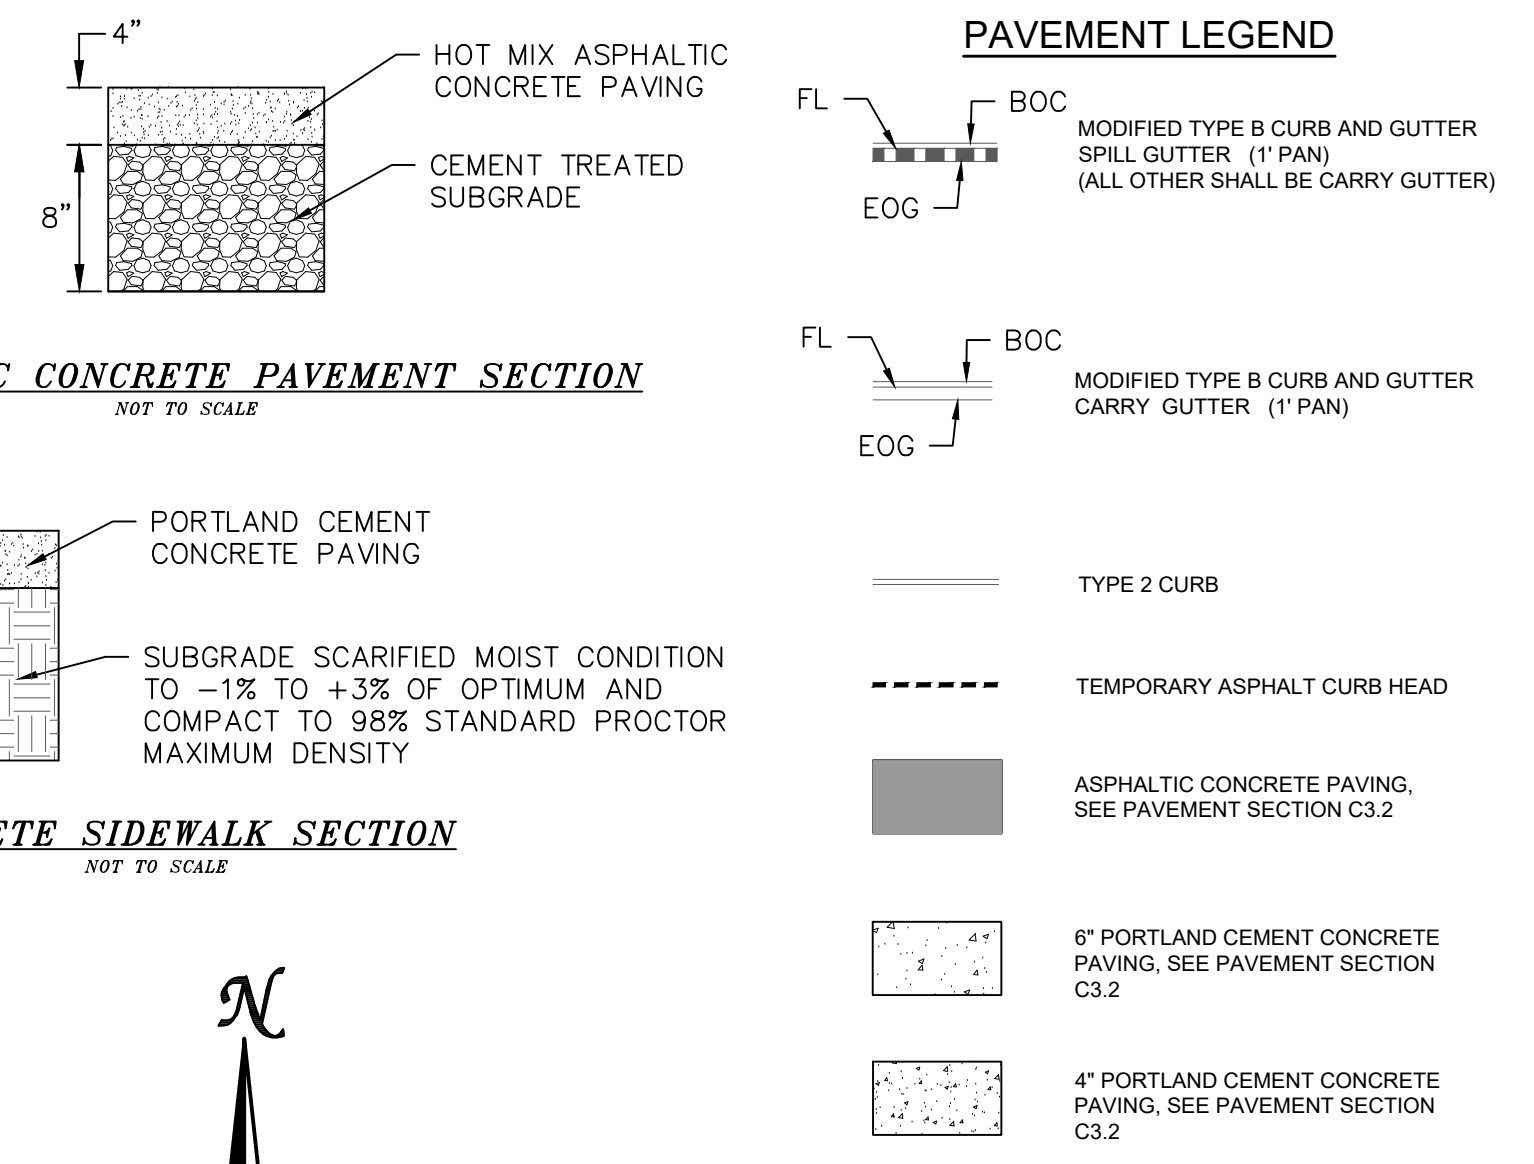 4”
HOT MIX ASPHALTIC
CONCRETE PAVING
8”
CEMENT TREATED
SUBGRADE
C CONCRETE PAVEMENT SECTION
NOT TO SCALE
PORTLAND CEMENT
CONCRETE PAVING
SUBGRADE SCARIFIED MOIST CONDITION
TO –1% TO +3% OF OPTIMUM AND
COMPACT TO 98% STANDARD PROCTOR
MAXIMUM DENSITY
ETE SIDEWALK SECTION
NOT TO SCALE
N
PAVEMENT LEGEND
FL
BOC
EOG
MODIFIED TYPE B CURB AND GUTTER
SPILL GUTTER (1' PAN)
(ALL OTHER SHALL BE CARRY GUTTER)
FL
BOC
EOG
MODIFIED TYPE B CURB AND GUTTER
CARRY GUTTER (1' PAN)
TYPE 2 CURB
TEMPORARY ASPHALT CURB HEAD
ASPHALTIC CONCRETE PAVING,
SEE PAVEMENT SECTION C3.2
6" PORTLAND CEMENT CONCRETE
PAVING, SEE PAVEMENT SECTION
C3.2
4" PORTLAND CEMENT CONCRETE
PAVING, SEE PAVEMENT SECTION
C3.2